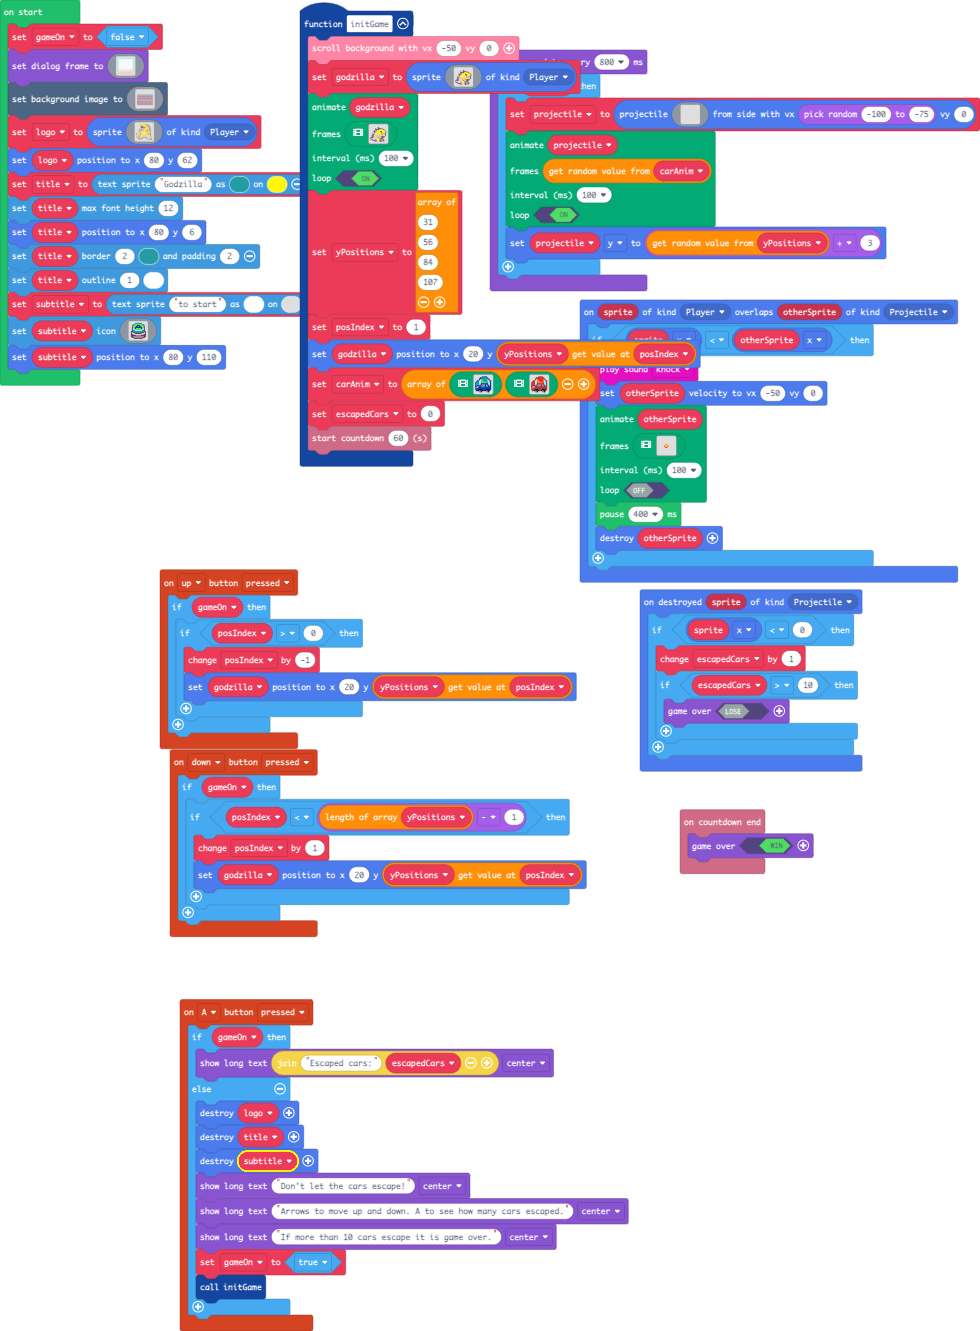 on start
set gameOn to false
set dialog frame to
set background image to
set logo to sprite of kind Player
set logo position to x 80 y 62
set title to text sprite "Godzilla" as on
set title max font height 12
set title position to x 80 y 6
set title border 2 and padding 2
set title outline 1
set subtitle to text sprite "to start" as on
set subtitle icon
set subtitle position to x 80 y 110
function initGame
scroll background with vx -50 vy 0
set godzilla to sprite of kind Player
animate godzilla
frames
interval (ms) 100
loop ON
set yPositions to array of
31
56
84
107
set posIndex to 1
set godzilla position to x 20 y yPositions get value at posIndex
set carAnim to array of
set escapedCars to 0
start countdown 60 (s)
800 ms
set projectile to projectile from side with vx pick random -100 to -75 vy 0
animate projectile
frames get random value from carAnim
interval (ms) 100
loop ON
set projectile y to get random value from yPositions + 3
on sprite of kind Player overlaps otherSprite of kind Projectile
if sprite x < otherSprite x then
play sound knock
set otherSprite velocity to vx -50 vy 0
animate otherSprite
frames
interval (ms) 100
loop OFF
pause 400 ms
destroy otherSprite
on up button pressed
if gameOn then
if posIndex > 0 then
change posIndex by -1
set godzilla position to x 20 y yPositions get value at posIndex
on destroyed sprite of kind Projectile
if sprite x < 0 then
change escapedCars by 1
if escapedCars > 10 then
game over LOSE
on down button pressed
if gameOn then
if posIndex < length of array yPositions - 1 then
change posIndex by 1
set godzilla position to x 20 y yPositions get value at posIndex
on countdown end
game over WIN
on A button pressed
if gameOn then
show long text join "Escaped cars:" escapedCars center
else
destroy logo
destroy title
destroy subtitle
show long text "Don't let the cars escape!" center
show long text "Arrows to move up and down. A to see how many cars escaped." center
show long text "If more than 10 cars escape it is game over." center
set gameOn to true
call initGame